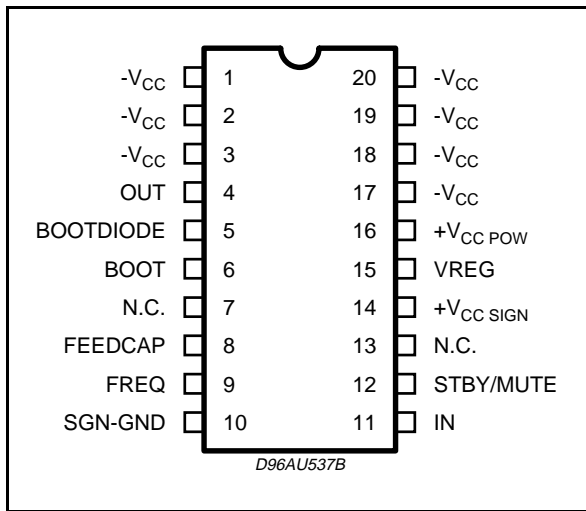 -VCC 1 20 -VCC
-VCC 2 19 -VCC
-VCC 3 18 -VCC
OUT 4 17 -VCC
BOOTDIODE 5 16 +VCC POW
BOOT 6 15 VREG
N.C. 7 14 +VCC SIGN
FEEDCAP 8 13 N.C.
FREQ 9 12 STBY/MUTE
SGN-GND 10 11 IN
D96AU537B